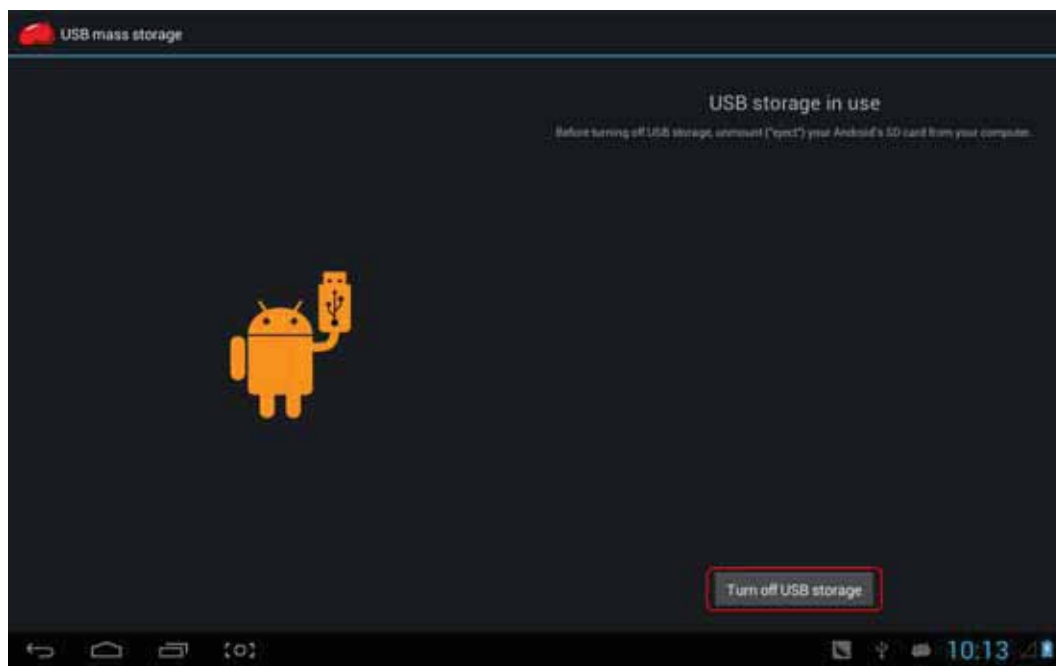 USB mass storage
USB storage in use
Before turning off USB storage, unmount ("eject") your Android's SD card from your computer.
Turn off USB storage
10:13